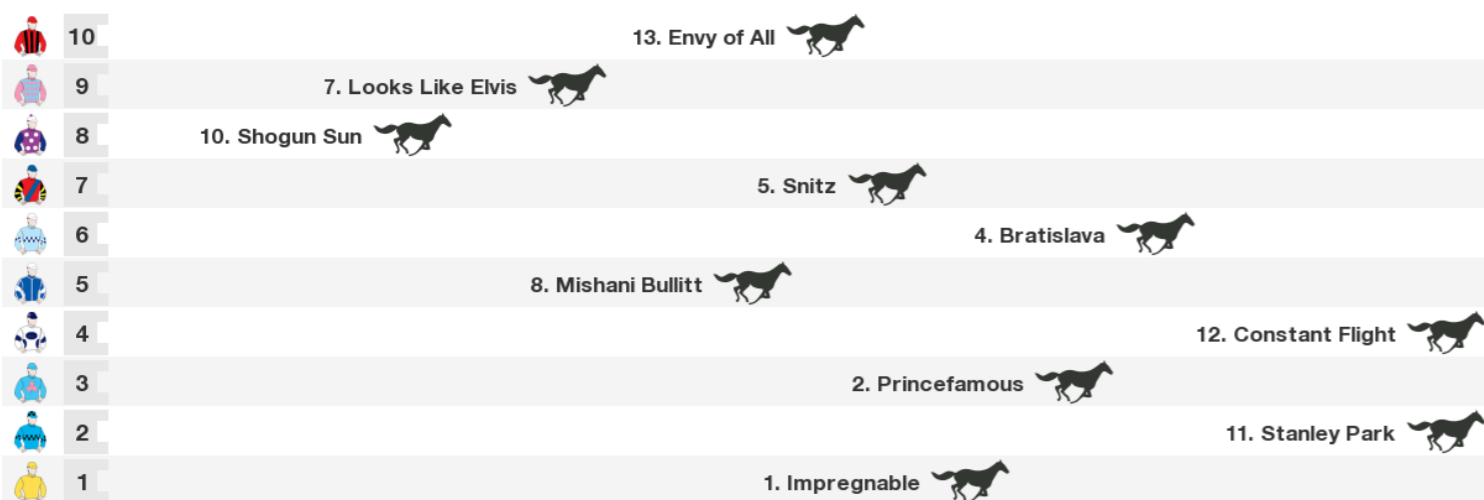 10 13. Envy of All
9 7. Looks Like Elvis
8 10. Shogun Sun
7 5. Snitz
6 4. Bratislava
5 8. Mishani Bullitt
4 12. Constant Flight
3 2. Princefamous
2 11. Stanley Park
1 1. Impregnable